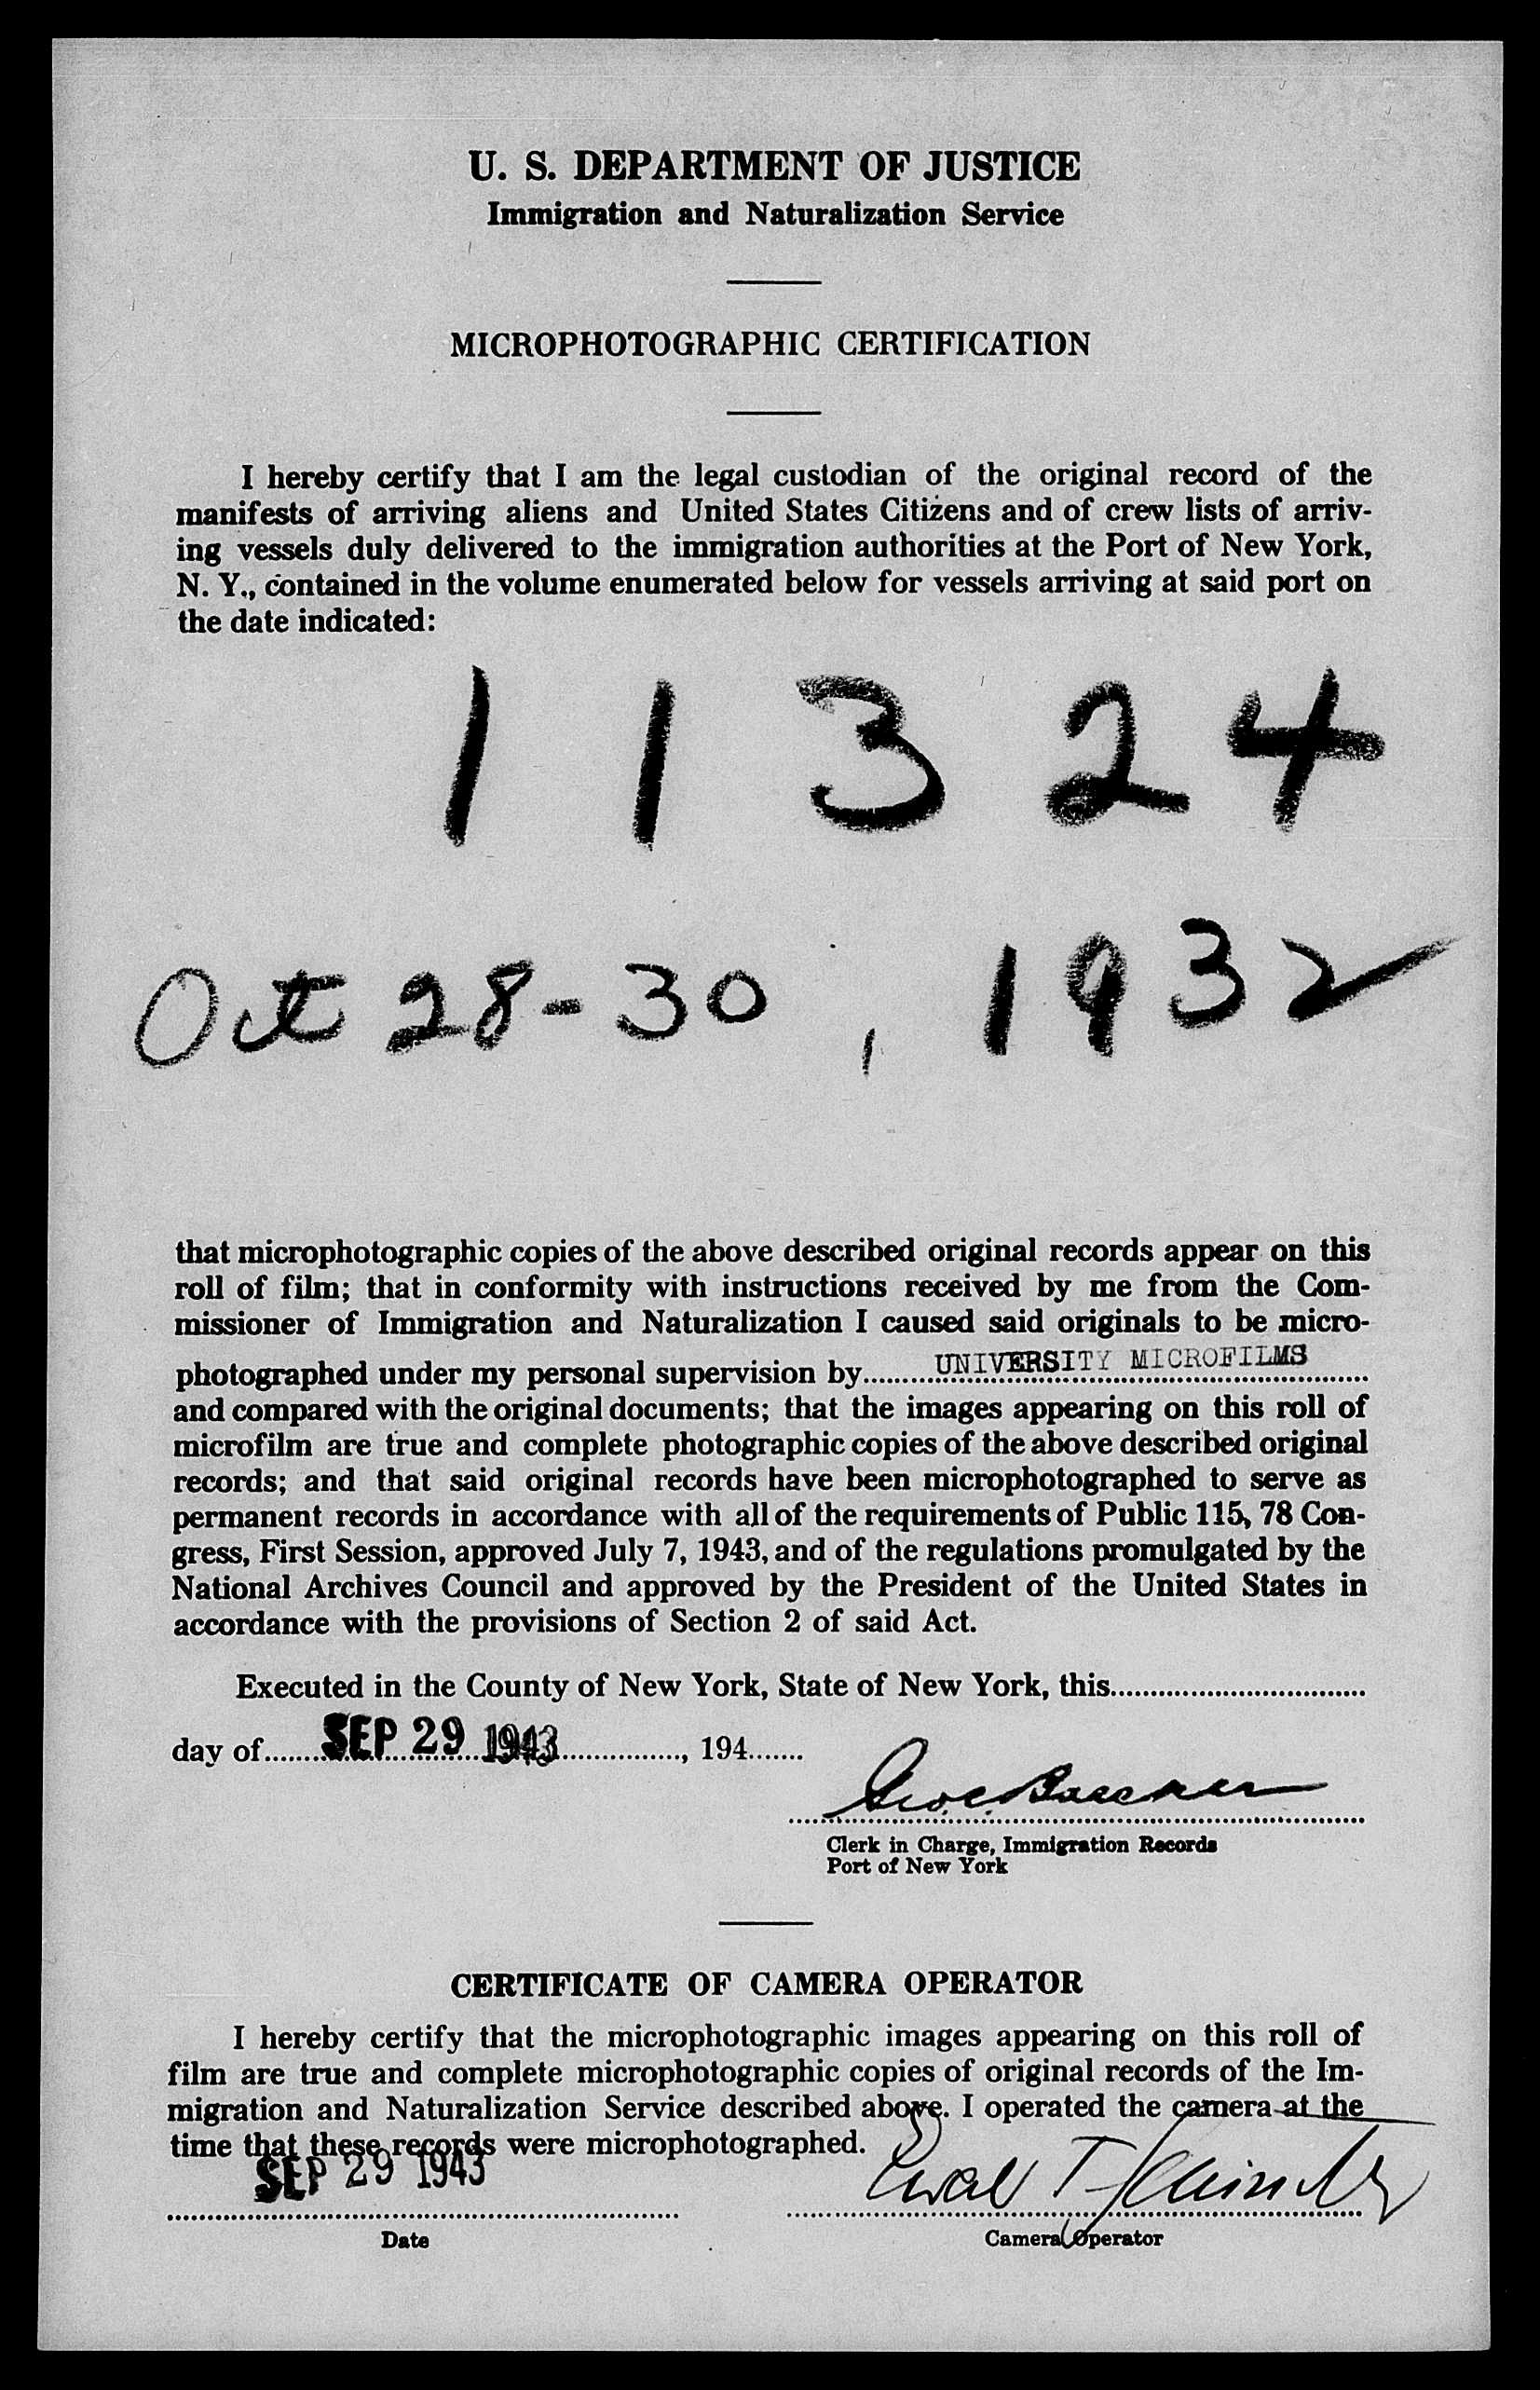 U. S. DEPARTMENT OF JUSTICE
Immigration and Naturalization Service
MICROPHOTOGRAPHIC CERTIFICATION
I hereby certify that I am the legal custodian of the original record of the
manifests of arriving aliens and United States Citizens and of crew lists of arriv-
ing vessels duly delivered to the immigration authorities at the Port of New York,
N. Y., contained in the volume enumerated below for vessels arriving at said port on
the date indicated:
1 1 3 2 4
Oct 28-30, 1932
that microphotographic copies of the above described original records appear on this
roll of film; that in conformity with instructions received by me from the Com-
missioner of Immigration and Naturalization I caused said originals to be micro-
photographed under my personal supervision by UNIVERSITY MICROFILMS
and compared with the original documents; that the images appearing on this roll of
microfilm are true and complete photographic copies of the above described original
records; and that said original records have been microphotographed to serve as
permanent records in accordance with all of the requirements of Public 115, 78 Con-
gress, First Session, approved July 7, 1943, and of the regulations promulgated by the
National Archives Council and approved by the President of the United States in
accordance with the provisions of Section 2 of said Act.
Executed in the County of New York, State of New York, this
day of SEP 29 1943, 194
Clerk in Charge, Immigration Records
Port of New York
CERTIFICATE OF CAMERA OPERATOR
I hereby certify that the microphotographic images appearing on this roll of
film are true and complete microphotographic copies of original records of the Im-
migration and Naturalization Service described above. I operated the camera at the
time that these records were microphotographed.
SEP 29 1943
Date
Camera Operator